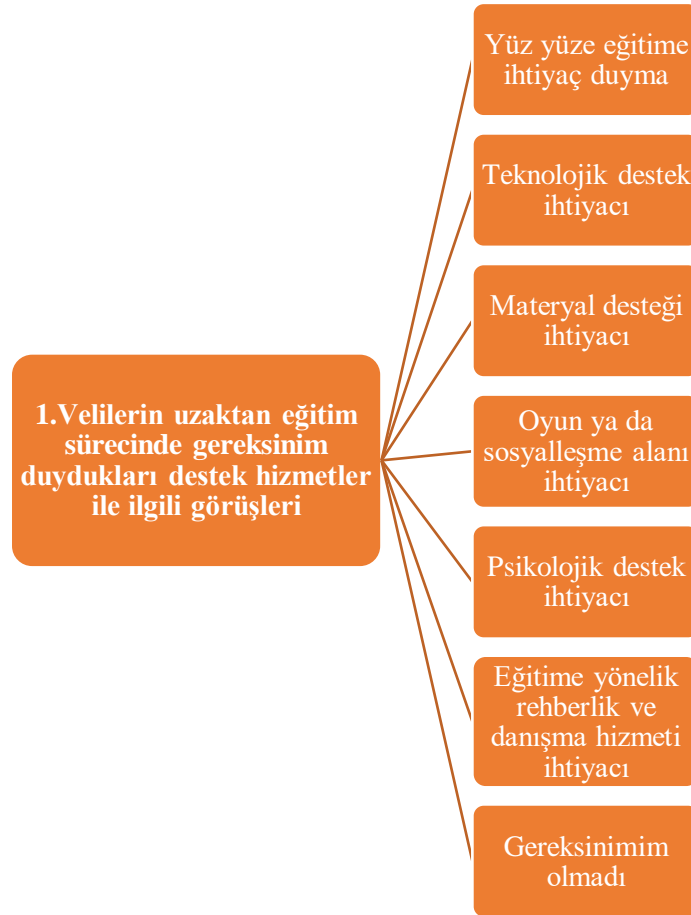 Yüz yüze eğitime
ihtiyaç duyma
Teknolojik destek
ihtiyacı
Materyal desteği
ihtiyacı
1.Velilerin uzaktan eğitim
sürecinde gereksinim
duydukları destek hizmetler
ile ilgili görüşleri
Oyun ya da
sosyalleşme alanı
ihtiyacı
Psikolojik destek
ihtiyacı
Eğitime yönelik
rehberlik ve
danışma hizmeti
ihtiyacı
Gereksinimim
olmadı